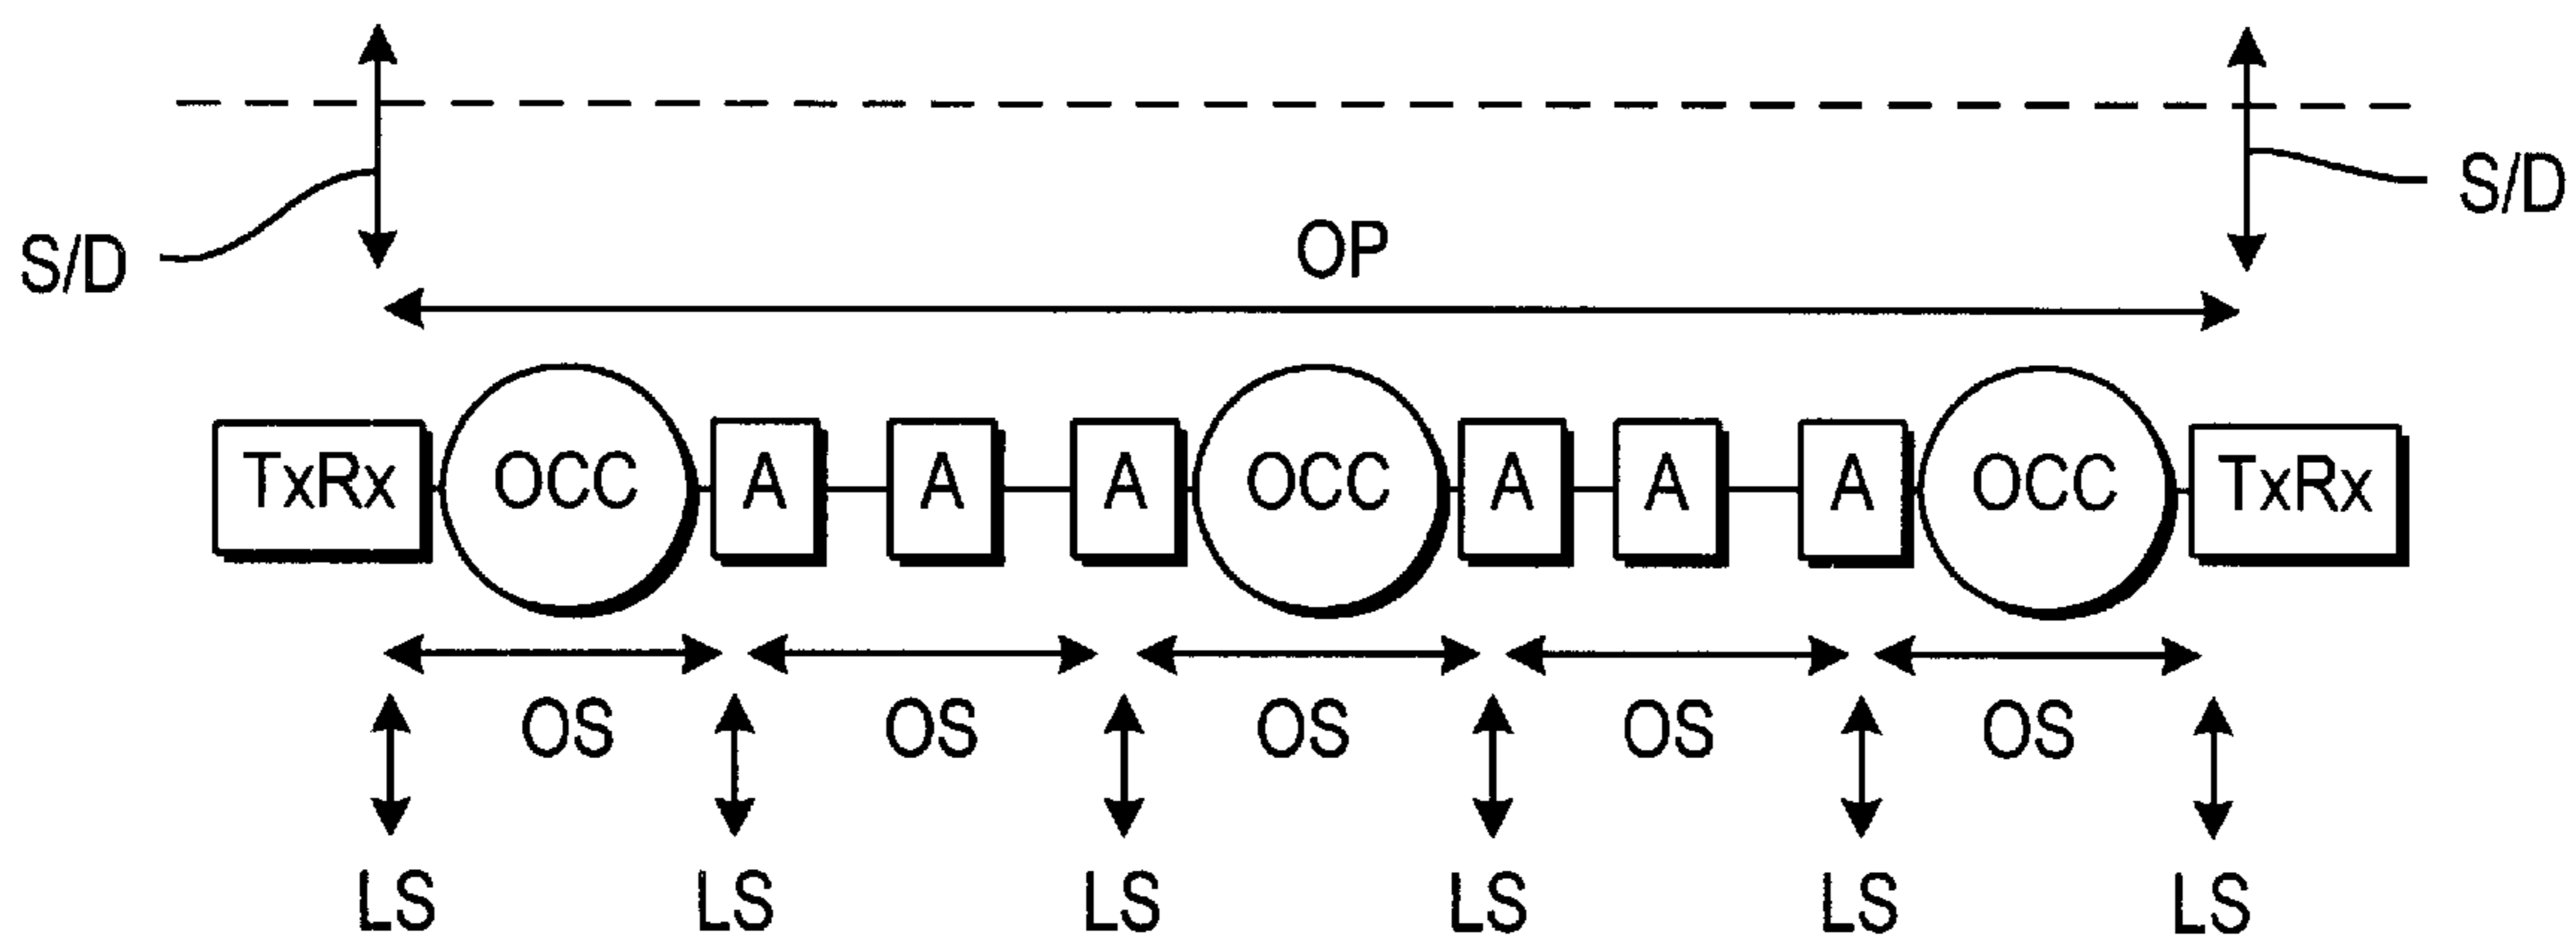 S/D
S/D
OP
TxRx OCC A A A OCC A A A OCC TxRx
OS OS OS OS OS
LS LS LS LS LS LS